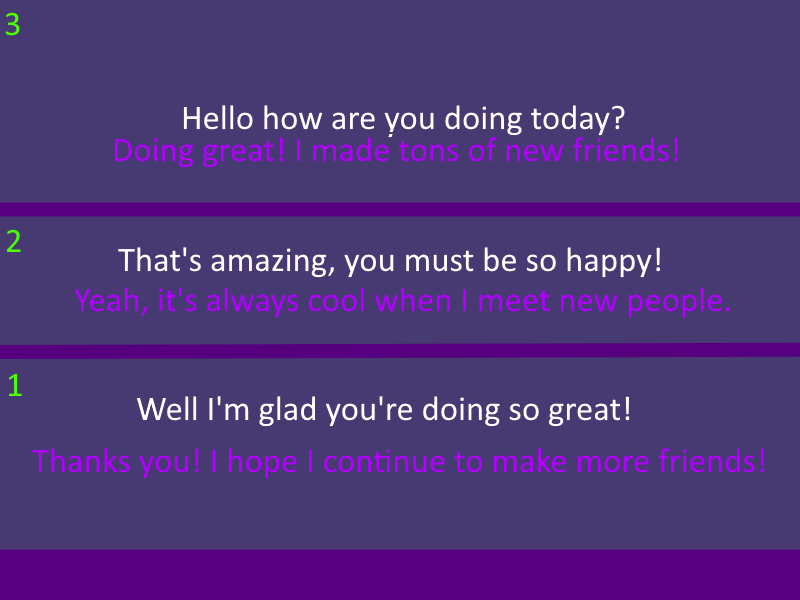 3
Hello how are you doing today?
Doing great! I made tons of new friends!
2
That's amazing, you must be so happy!
Yeah, it's always cool when I meet new people.
1
Well I'm glad you're doing so great!
Thanks you! I hope I continue to make more friends!